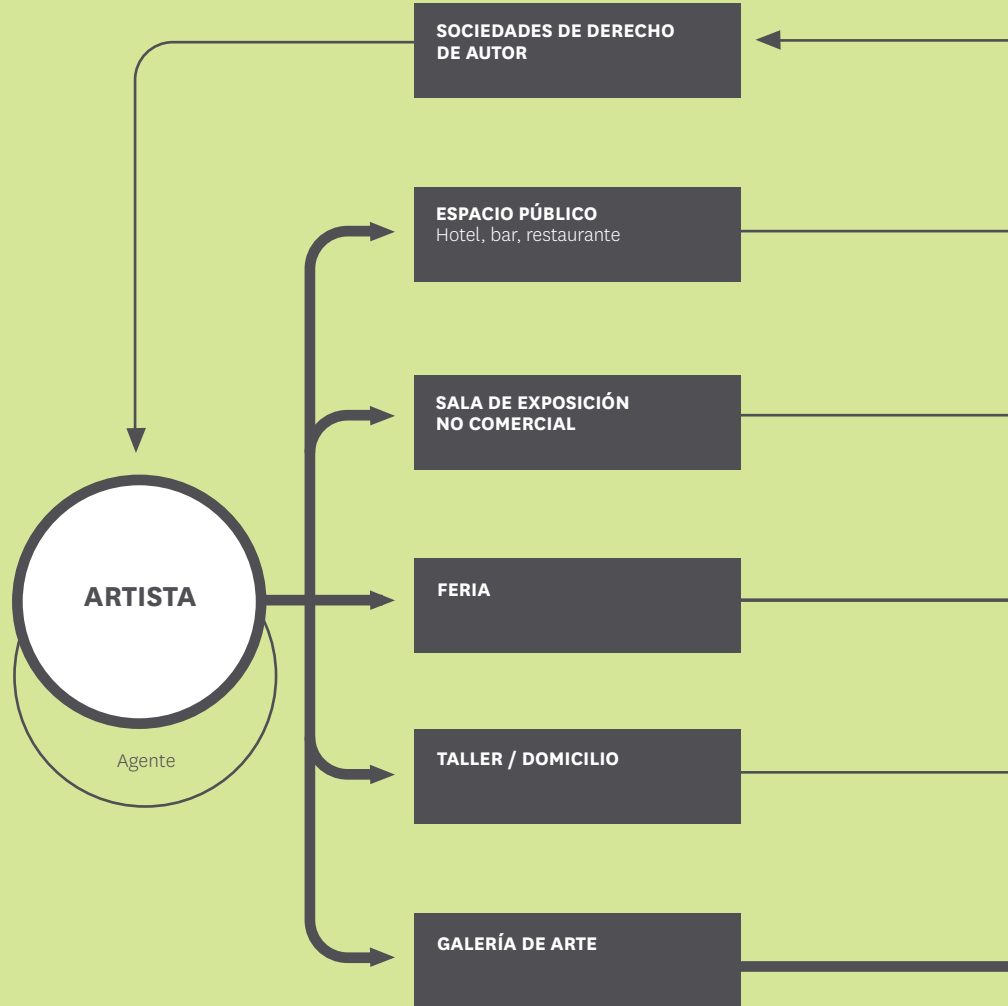 SOCIEDADES DE DERECHO
DE AUTOR
ESPACIO PÚBLICO
Hotel, bar, restaurante
SALA DE EXPOSICIÓN
NO COMERCIAL
ARTISTA
FERIA
Agente
TALLER / DOMICILIO
GALERÍA DE ARTE